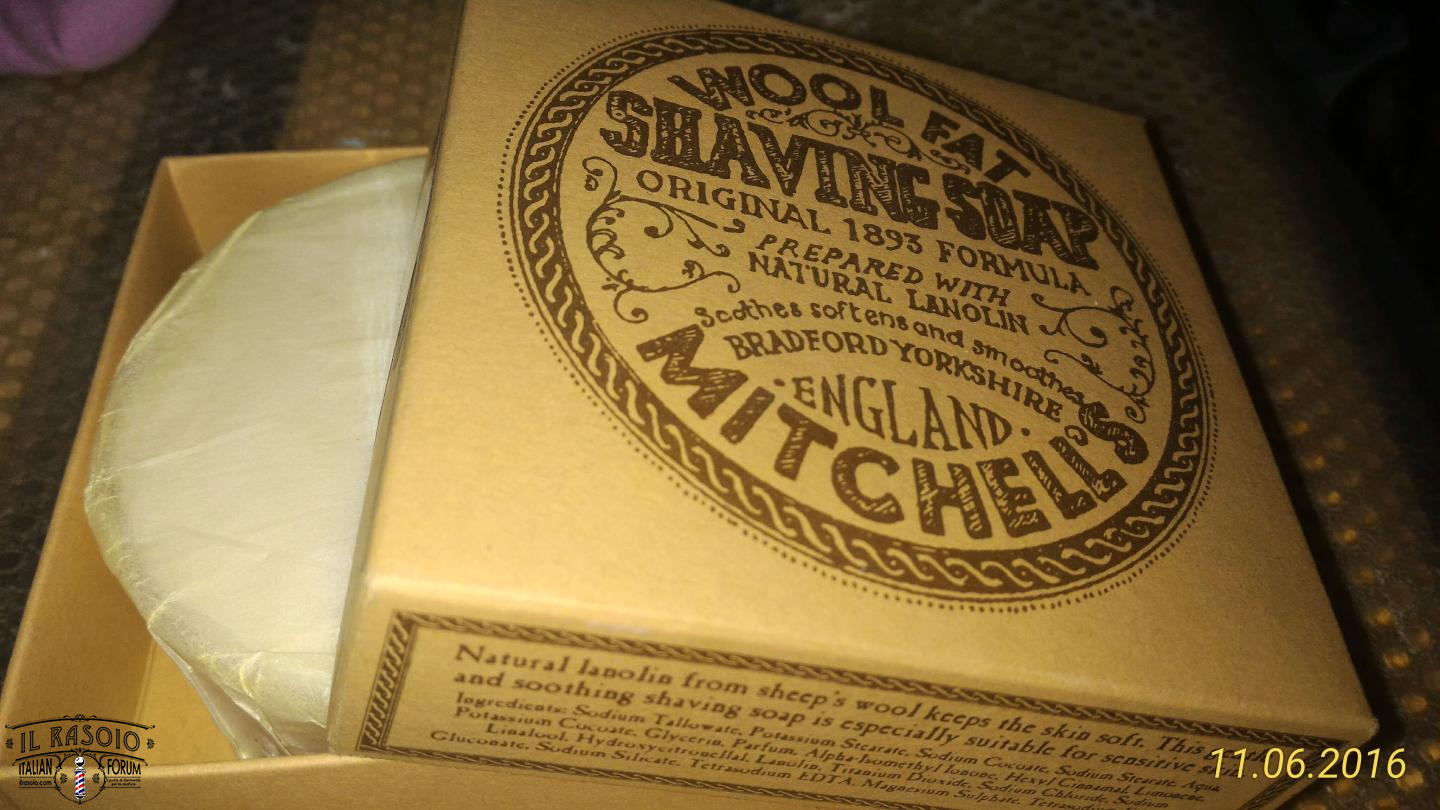 WOOL FAT
SHAVING SOAP
ORIGINAL 1893 FORMULA
PREPARED WITH
NATURAL LANOLIN
Soothes softens and smoothes
BRADFORD YORKSHIRE
·ENGLAND·
MITCHELL'S
Natural lanolin from sheep's wool keeps the skin soft. This
and soothing shaving soap is especially suitable for sensitive
Ingredients: Sodium Tallowate, Potassium Stearate, Sodium Cocoate, Sodium Stearate, Aqua
Potassium Cocoate, Glycerin, Parfum, Alpha-Isomethyl Ionone, Hexyl Cinnamal, Limonene
Linalool, Hydroxycitronellal, Lanolin, Titanium Dioxide, Sodium Chloride, Sodium
Gluconate, Sodium Silicate, Tetrasodium EDTA, Magnesium Sulphate,
11.06.2016
IL RASOIO
ITALIAN FORUM
ilrasoio.com